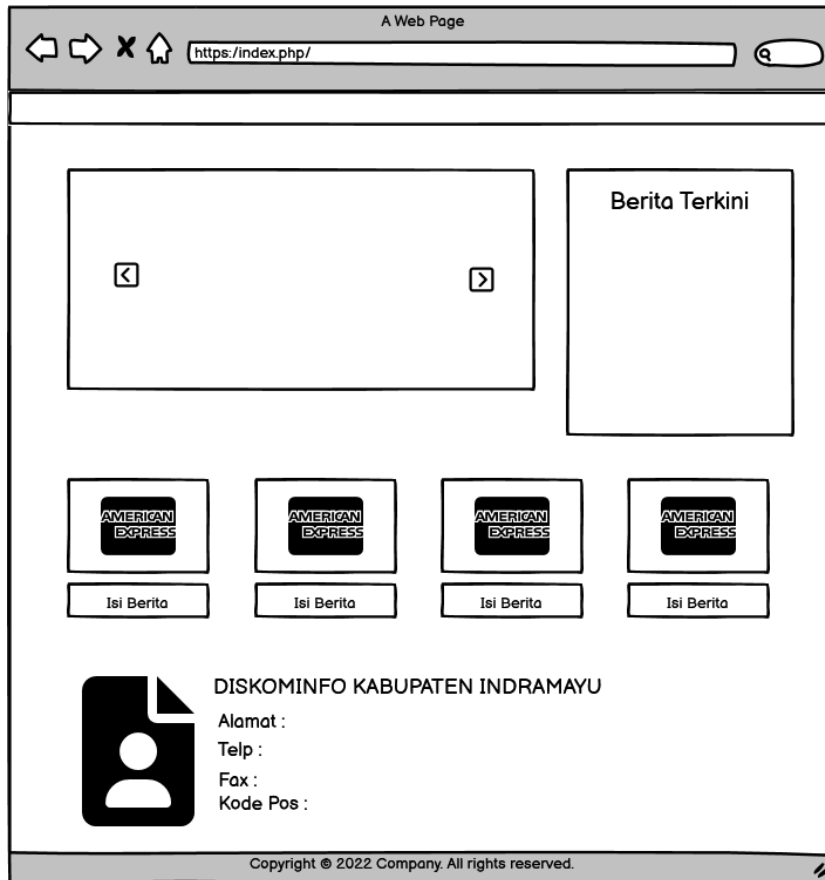 A Web Page
https:/index.php/
Berita Terkini
AMERICAN
EXPRESS
AMERICAN
EXPRESS
AMERICAN
EXPRESS
AMERICAN
EXPRESS
Isi Berita
Isi Berita
Isi Berita
Isi Berita
DISKOMINFO KABUPATEN INDRAMAYU
Alamat :
Telp :
Fax :
Kode Pos :
Copyright © 2022 Company. All rights reserved.